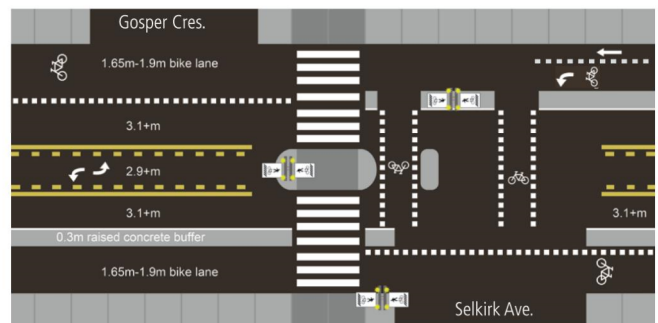 Gosper Cres.
1.65m-1.9m bike lane
3.1+m
2.9+m
3.1+m
3.1+m
0.3m raised concrete buffer
1.65m-1.9m bike lane
Selkirk Ave.